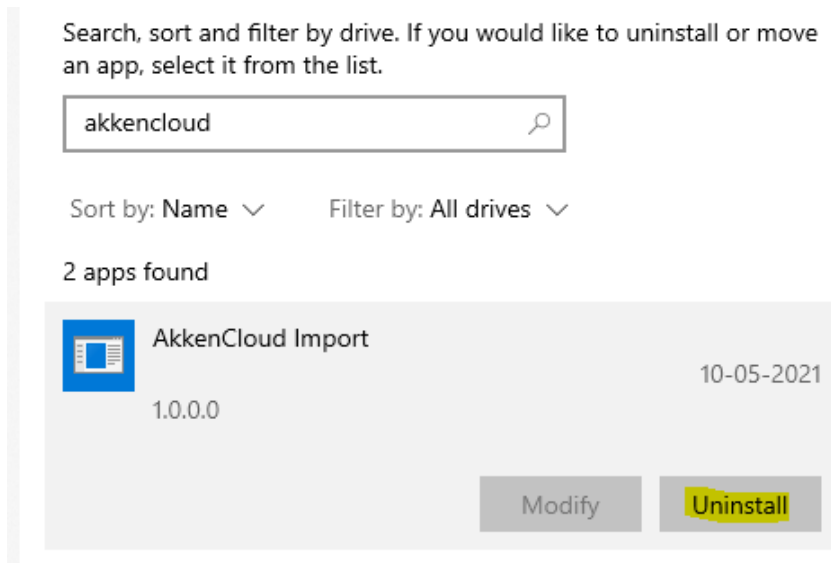 Search, sort and filter by drive. If you would like to uninstall or move
an app, select it from the list.
akkencloud
Sort by: Name Filter by: All drives
2 apps found
AkkenCloud Import
10-05-2021
1.0.0.0
Modify Uninstall